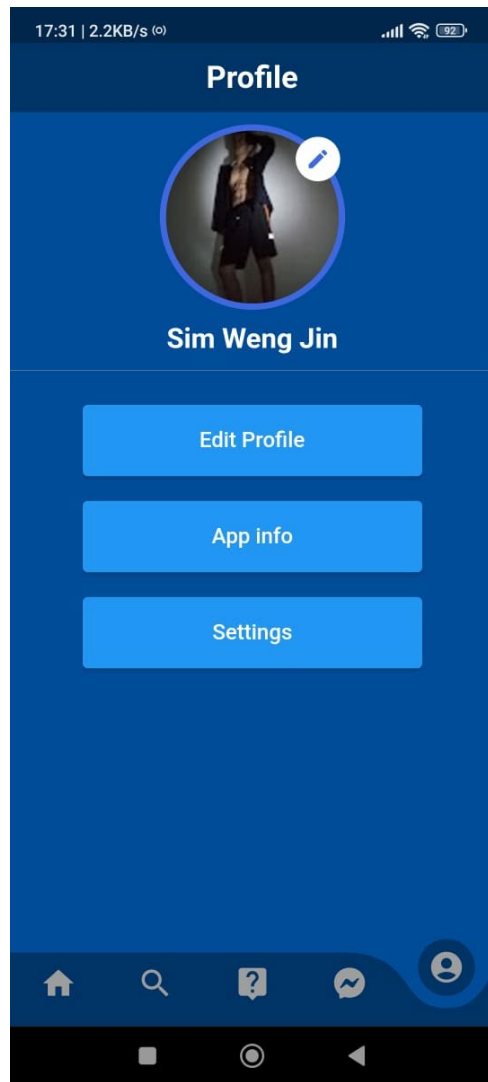 17:31 | 2.2KB/s
92
Profile
Sim Weng Jin
Edit Profile
App info
Settings
?